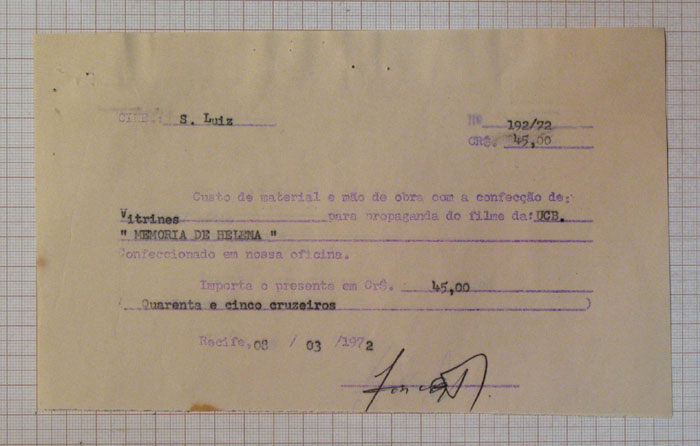 CINE.: S. Luiz
Nº 192/72
CR$. 45,00
Custo de material e mão de obra com a confecção de:
Vitrines para propaganda do filme da: UCB.
" MEMORIA DE HELENA "
Confeccionado em nossa oficina.
Importa o presente em Cr$. 45,00
( Quarenta e cinco cruzeiros )
Recife, 08 / 03 /1972